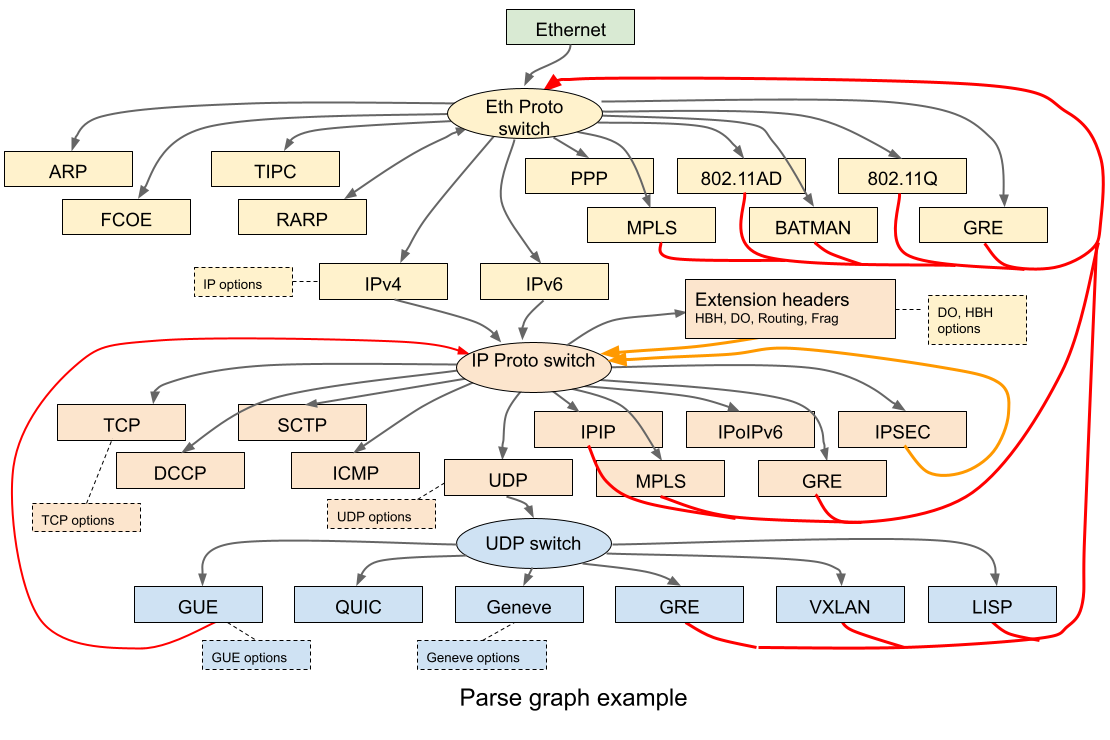 Ethernet
Eth Proto
switch
ARP
TIPC
PPP
802.11AD
802.11Q
FCOE
RARP
MPLS
BATMAN
GRE
IP options
IPv4
IPv6
Extension headers
HBH, DO, Routing, Frag
DO, HBH
options
IP Proto switch
TCP
SCTP
IPIP
IPoIPv6
IPSEC
DCCP
ICMP
UDP
MPLS
GRE
TCP options
UDP options
UDP switch
GUE
QUIC
Geneve
GRE
VXLAN
LISP
GUE options
Geneve options
Parse graph example